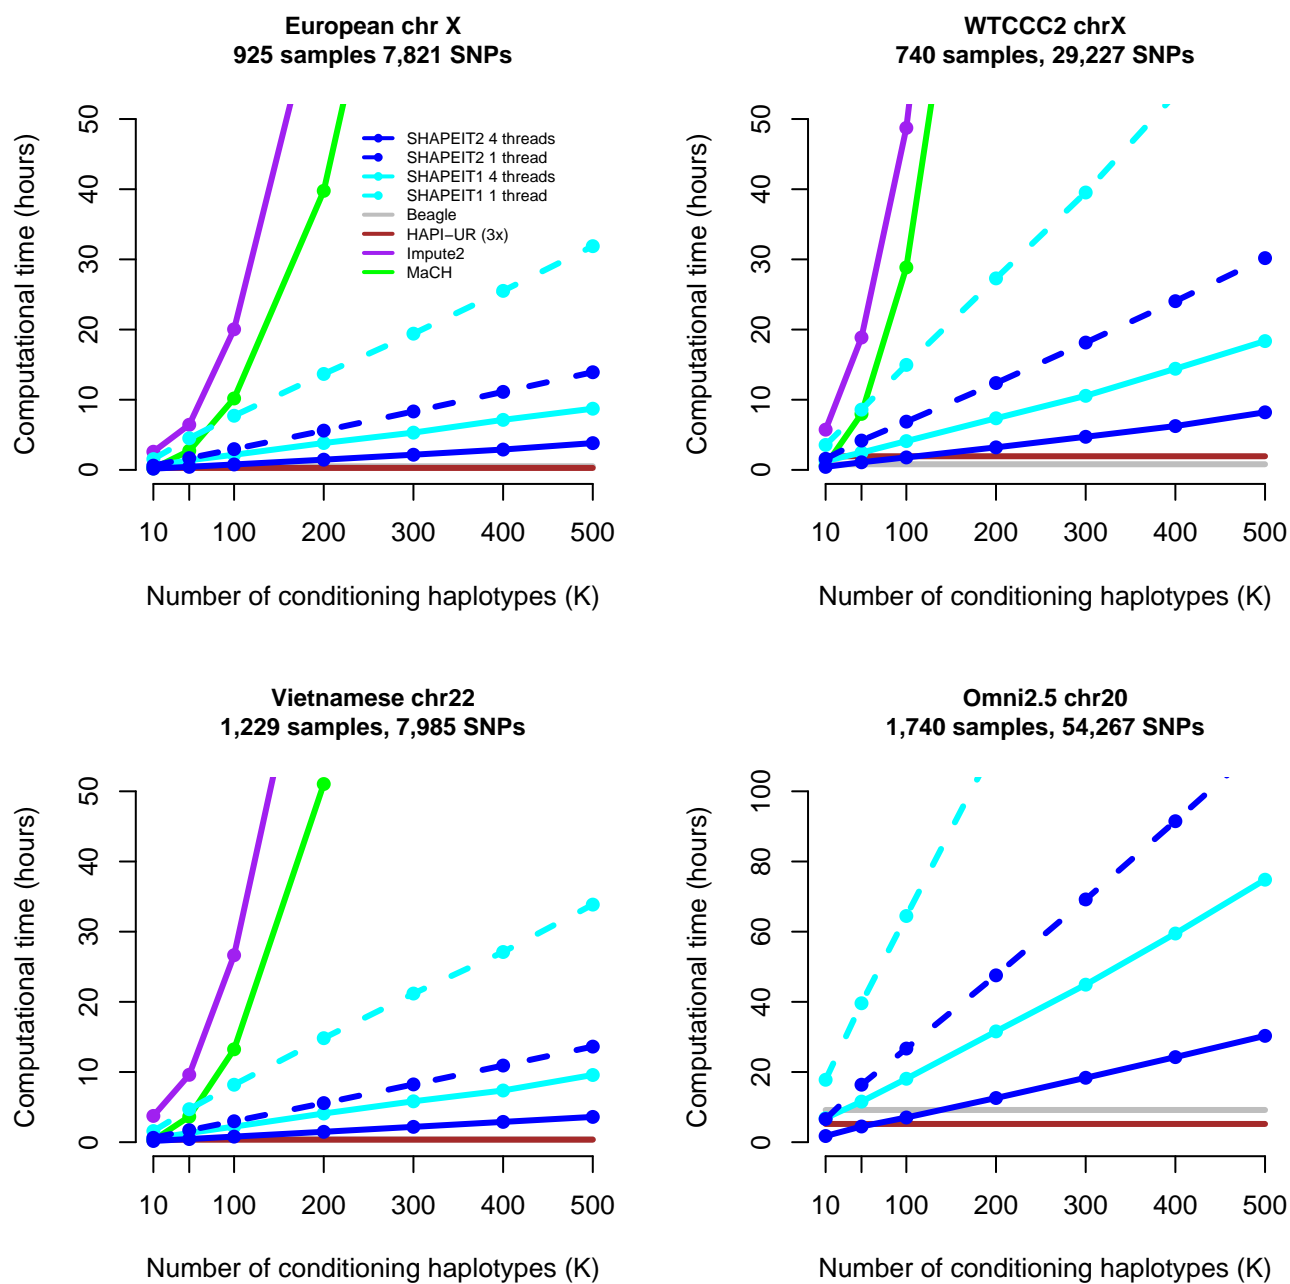 European chr X
925 samples 7,821 SNPs
Computational time (hours)
50
40
30
20
10
0
SHAPEIT2 4 threads
SHAPEIT2 1 thread
SHAPEIT1 4 threads
SHAPEIT1 1 thread
Beagle
HAPI−UR (3x)
Impute2
MaCH
10 100 200 300 400 500
Number of conditioning haplotypes (K)
WTCCC2 chrX
740 samples, 29,227 SNPs
Computational time (hours)
50
40
30
20
10
0
10 100 200 300 400 500
Number of conditioning haplotypes (K)
Vietnamese chr22
1,229 samples, 7,985 SNPs
Computational time (hours)
50
40
30
20
10
0
10 100 200 300 400 500
Number of conditioning haplotypes (K)
Omni2.5 chr20
1,740 samples, 54,267 SNPs
Computational time (hours)
100
80
60
40
20
0
10 100 200 300 400 500
Number of conditioning haplotypes (K)